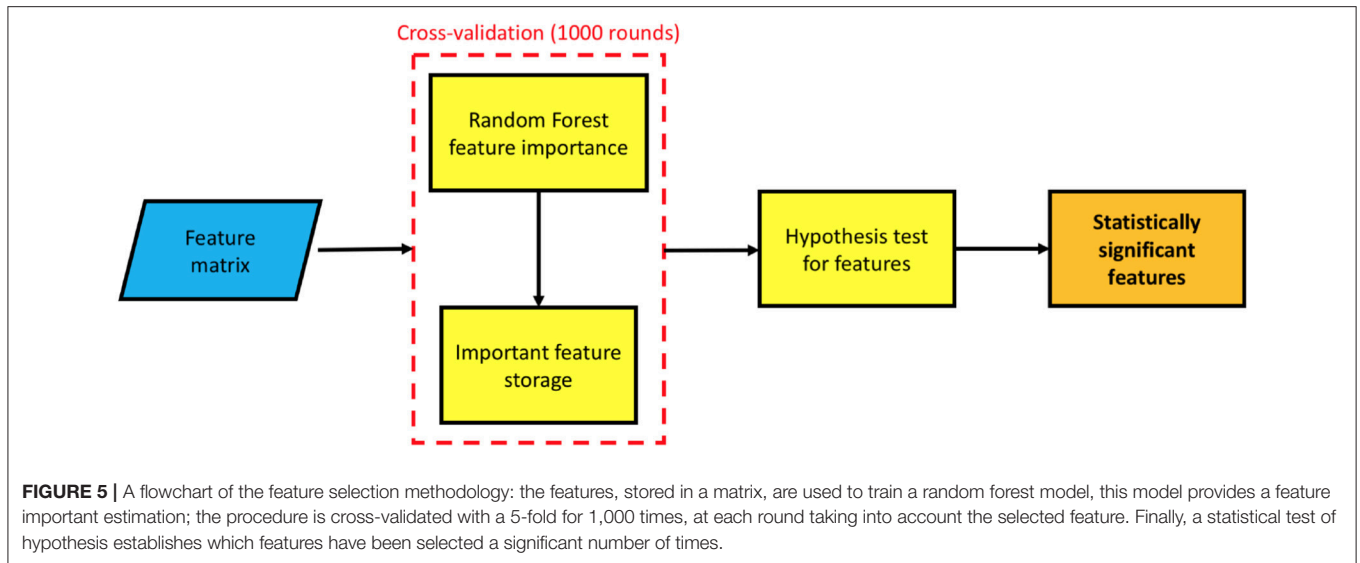 Cross-validation (1000 rounds)
Random Forest
feature importance
Feature
matrix
Important feature
storage
Hypothesis test
for features
Statistically
significant
features
FIGURE 5 | A flowchart of the feature selection methodology: the features, stored in a matrix, are used to train a random forest model, this model provides a feature
important estimation; the procedure is cross-validated with a 5-fold for 1,000 times, at each round taking into account the selected feature. Finally, a statistical test of
hypothesis establishes which features have been selected a significant number of times.